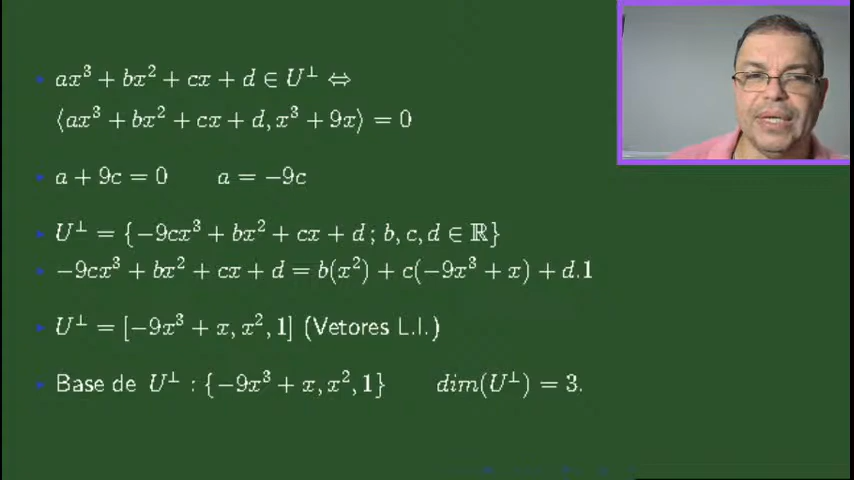 ax³ + bx² + cx + d ∈ U⊥ ⇔
⟨ax³ + bx² + cx + d, x³ + 9x⟩ = 0
a + 9c = 0 a = −9c
U⊥ = {−9cx³ + bx² + cx + d ; b, c, d ∈ ℝ}
−9cx³ + bx² + cx + d = b(x²) + c(−9x³ + x) + d.1
U⊥ = [−9x³ + x, x², 1] (Vetores L.I.)
Base de U⊥ : {−9x³ + x, x², 1} dim(U⊥) = 3.